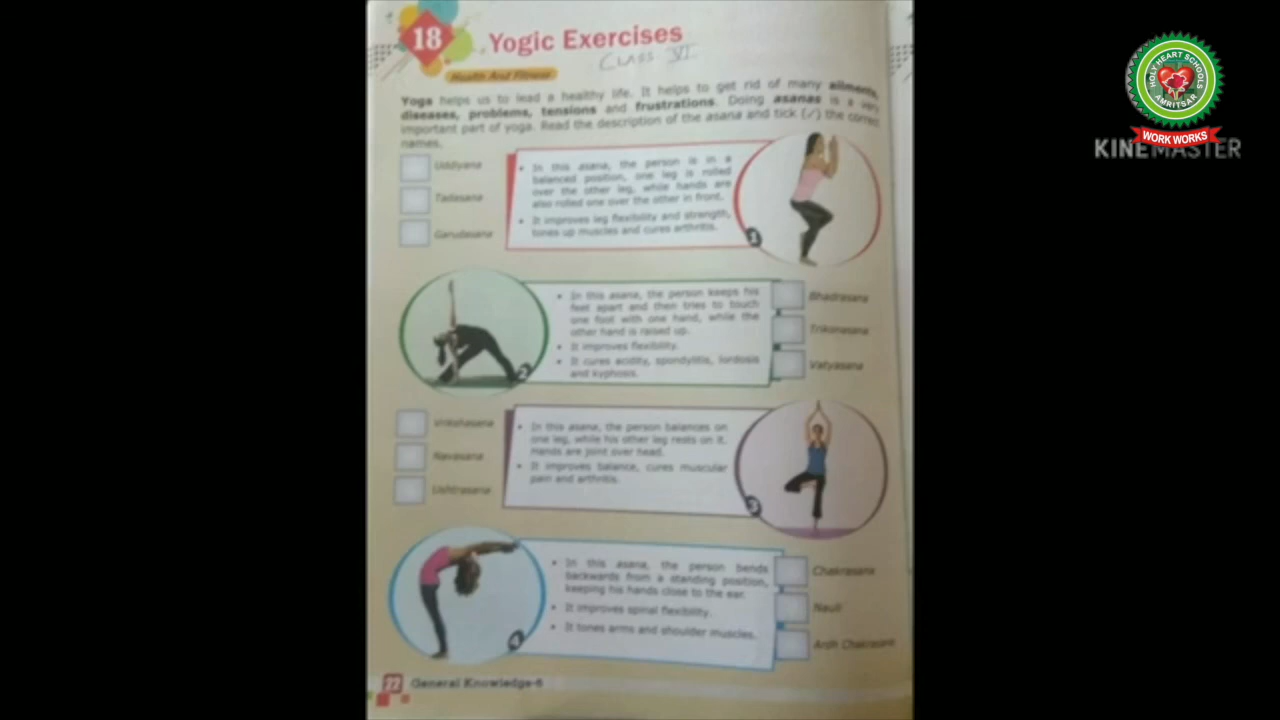 18
Yogic Exercises
CLASS VI
Health And Fitness
Yoga helps us to lead a healthy life. It helps to get rid of many ailments,
diseases, problems, tensions and frustrations. Doing asanas is a very
important part of yoga. Read the description of the asana and tick (✓) the correct
names.
Uddiyana
Tadasana
Garudasana
• In this asana, the person is in a
balanced position, one leg is rolled
over the other leg, while hands are
also rolled one over the other in front.
• It improves leg flexibility and strength,
tones up muscles and cures arthritis.
1
2
• In this asana, the person keeps his
feet apart and then tries to touch
one foot with one hand, while the
other hand is raised up.
• It improves flexibility.
• It cures acidity, spondylitis, lordosis
and kyphosis.
Bhadrasana
Trikonasana
Vatyasana
Vrikshasana
Navasana
Ushtrasana
• In this asana, the person balances on
one leg, while his other leg rests on it.
Hands are joint over head.
• It improves balance, cures muscular
pain and arthritis.
3
4
• In this asana, the person bends
backwards from a standing position,
keeping his hands close to the ear.
• It improves spinal flexibility.
• It tones arms and shoulder muscles.
Chakrasana
Nauli
Ardh Chakrasana
22 General Knowledge-6
HOLY HEART SCHOOLS
AMRITSAR
WORK WORKS
KINEMASTER